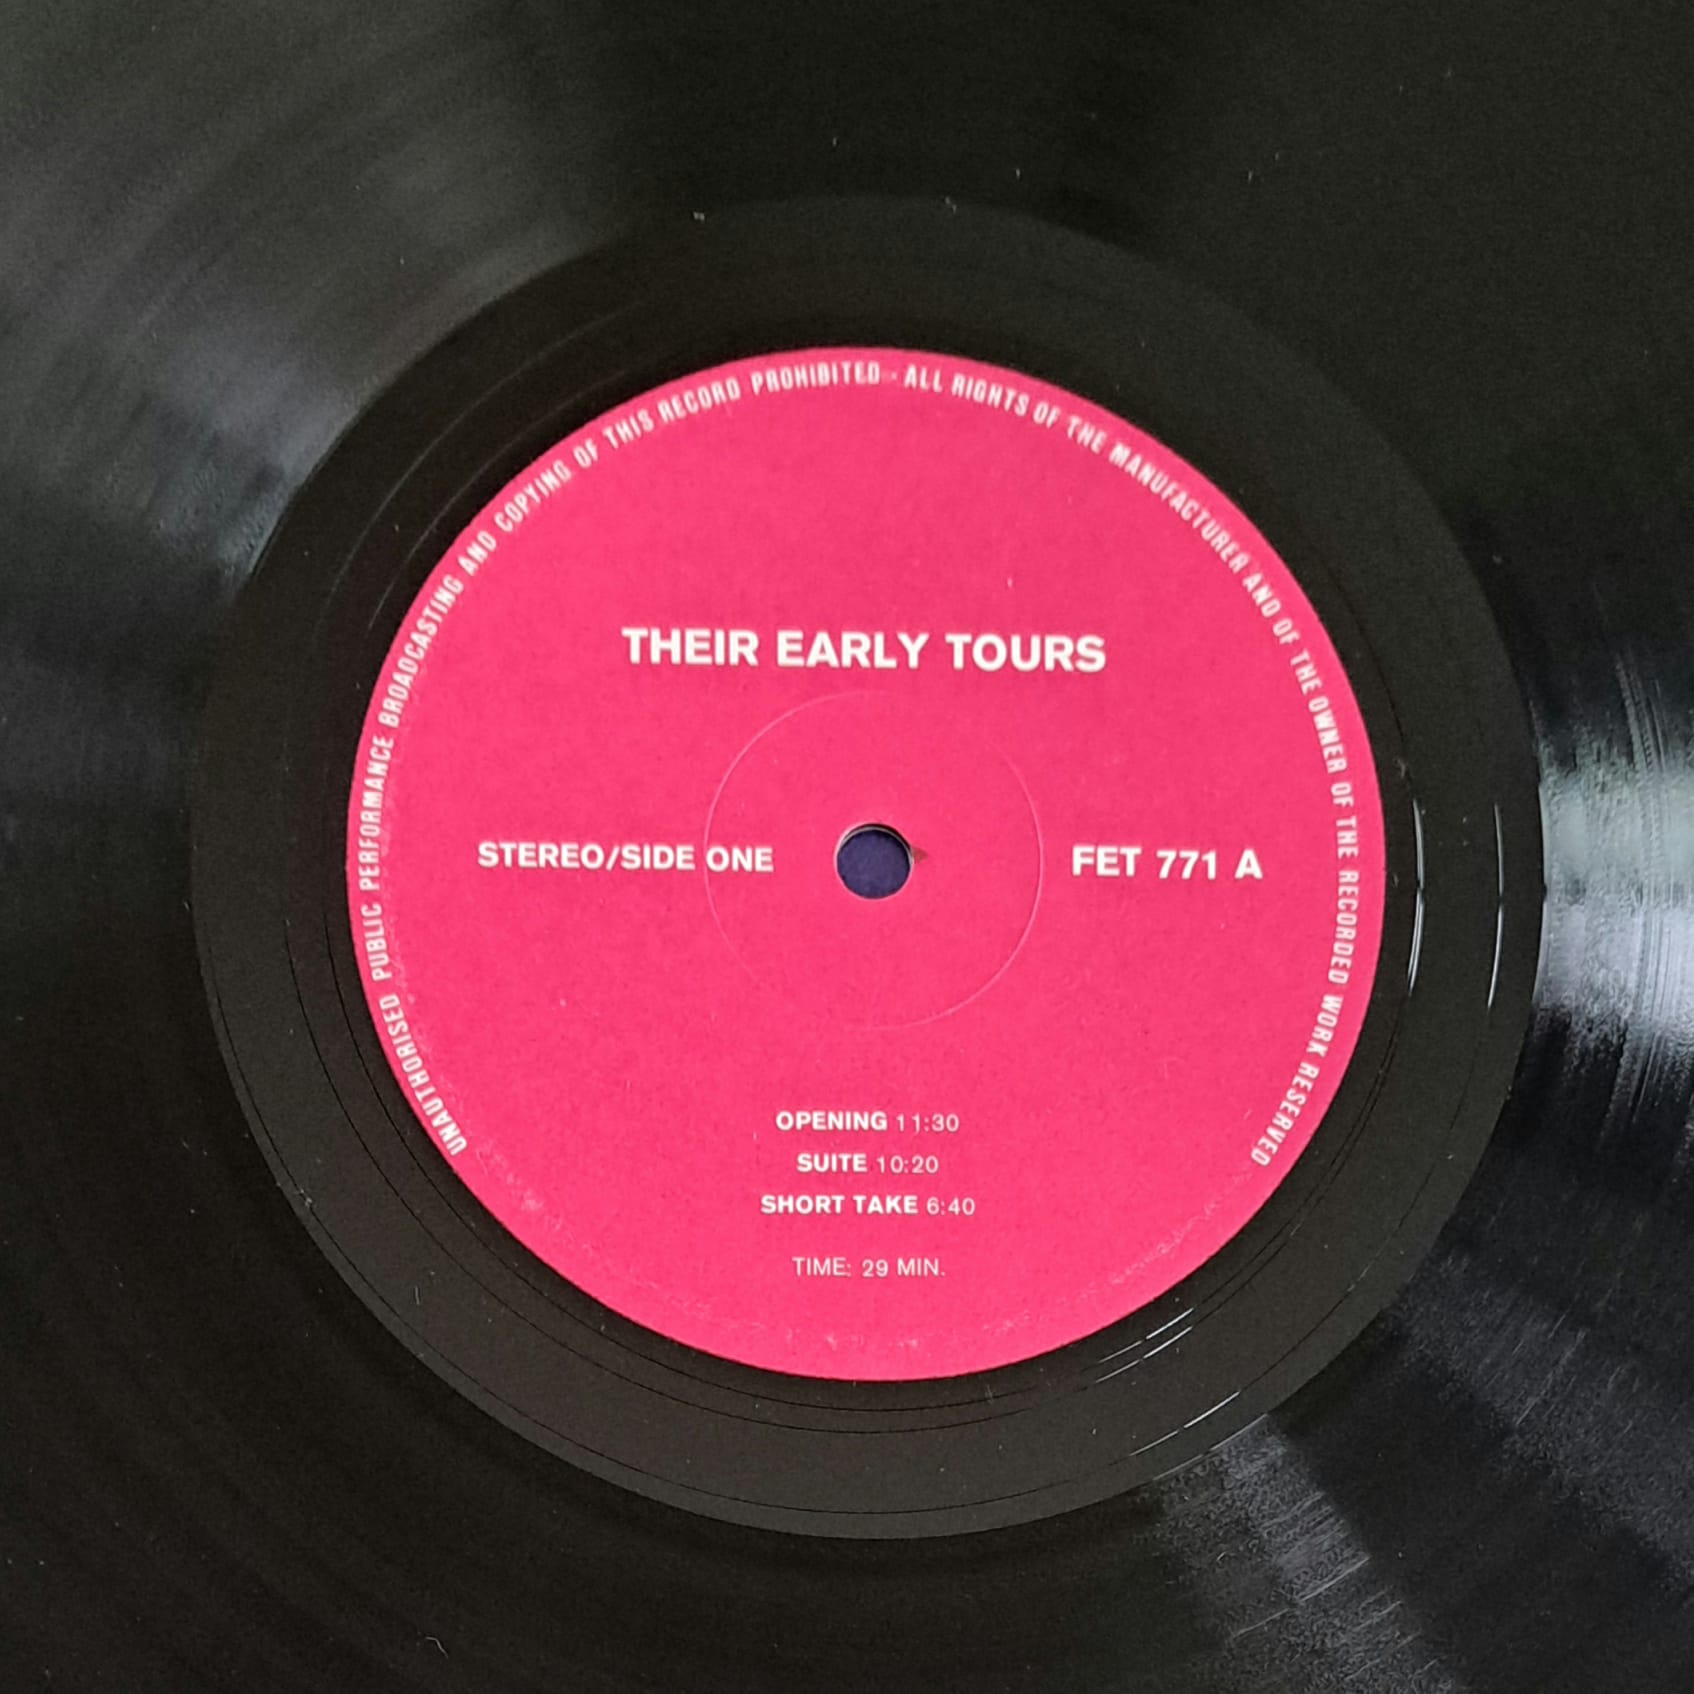 UNAUTHORISED PUBLIC PERFORMANCE BROADCASTING AND COPYING OF THIS RECORD PROHIBITED - ALL RIGHTS OF THE MANUFACTURER AND OF THE OWNER OF THE RECORDED WORK RESERVED
THEIR EARLY TOURS
STEREO/SIDE ONE FET 771 A
OPENING 11:30
SUITE 10:20
SHORT TAKE 6:40
TIME: 29 MIN.